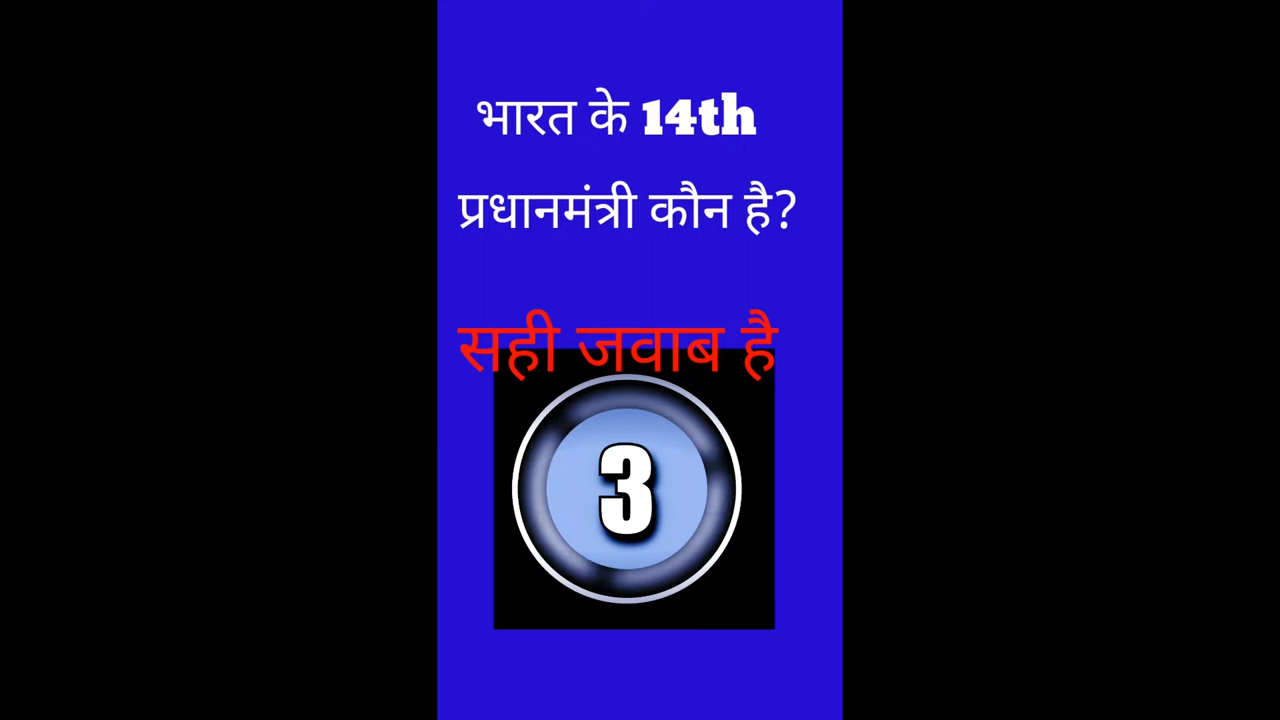 भारत के 14th
प्रधानमंत्री कौन है?
सही जवाब है
3